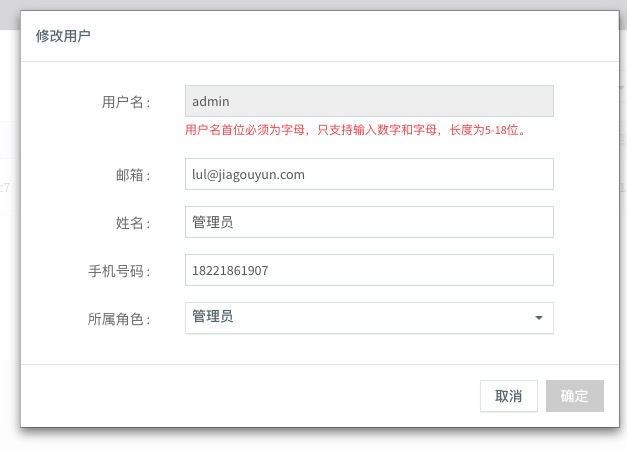 修改用户
用户名： admin
用户名首位必须为字母，只支持输入数字和字母，长度为5-18位。
邮箱： lul@jiagouyun.com
姓名： 管理员
手机号码： 18221861907
所属角色： 管理员
取消 确定